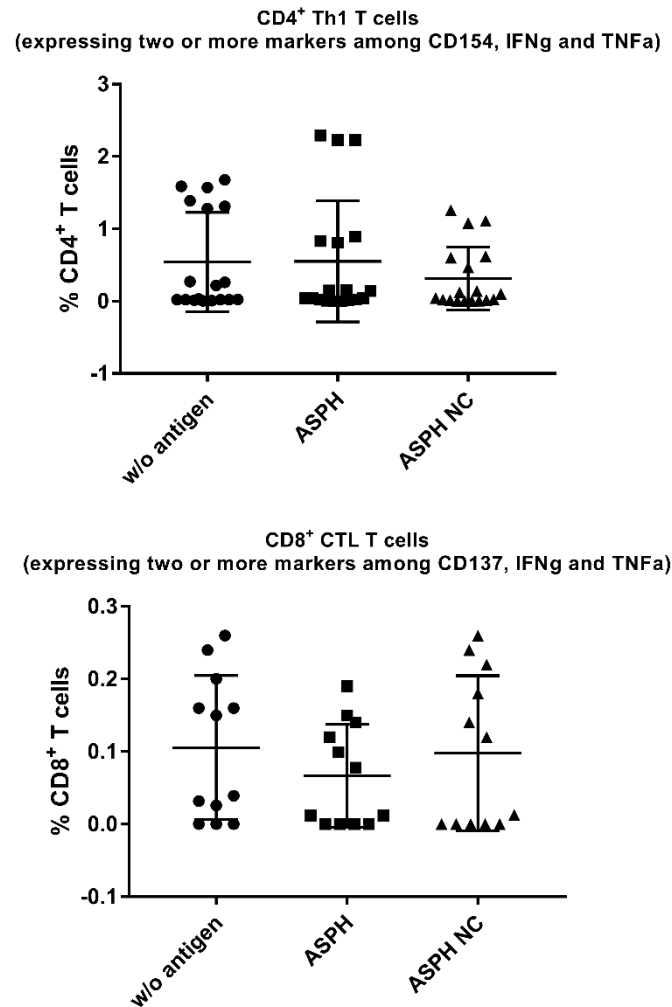 CD4⁺ Th1 T cells
(expressing two or more markers among CD154, IFNg and TNFa)
% CD4⁺ T cells
3
2
1
0
-1
w/o antigen
ASPH
ASPH NC
CD8⁺ CTL T cells
(expressing two or more markers among CD137, IFNg and TNFa)
% CD8⁺ T cells
0.3
0.2
0.1
0.0
-0.1
w/o antigen
ASPH
ASPH NC